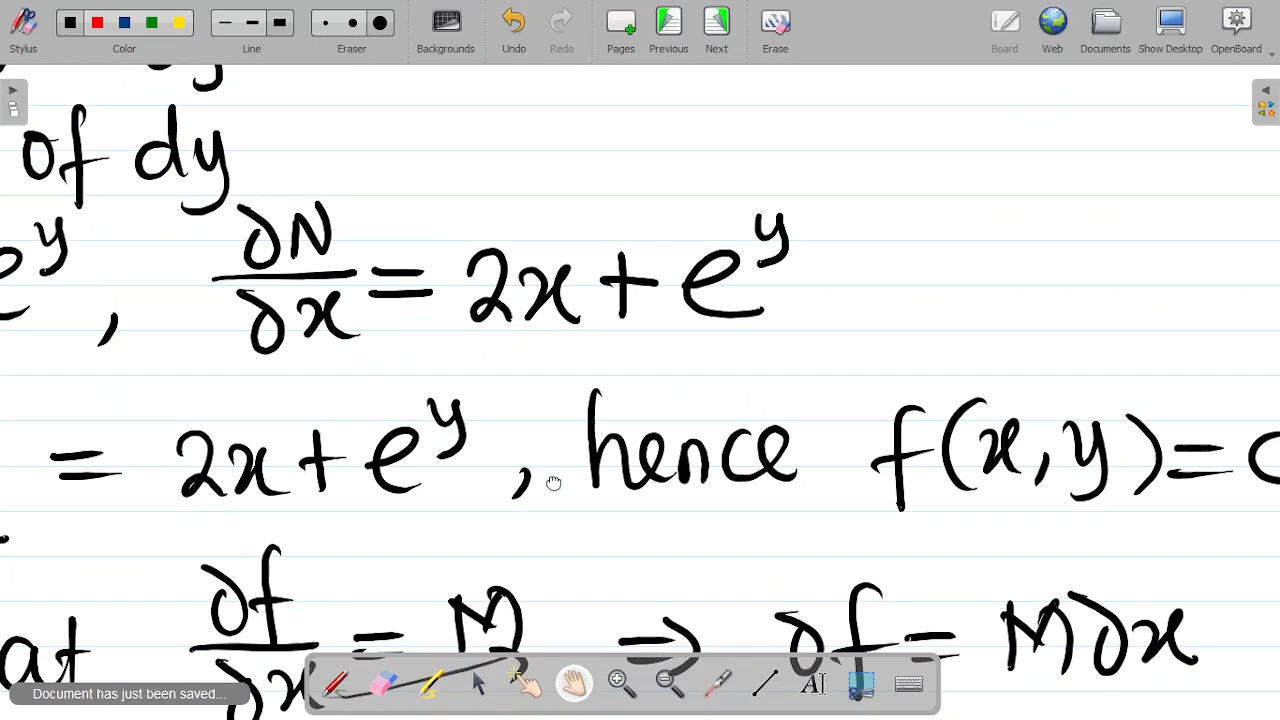 Stylus Color Line Eraser Backgrounds Undo Redo Pages Previous Next Erase Board Web Documents Show Desktop OpenBoard
of dy
e^y , ∂N/∂x = 2x + e^y
= 2x + e^y , hence f(x, y) = c
at ∂f/∂x = M ⇒ ∂f = M∂x
Document has just been saved...